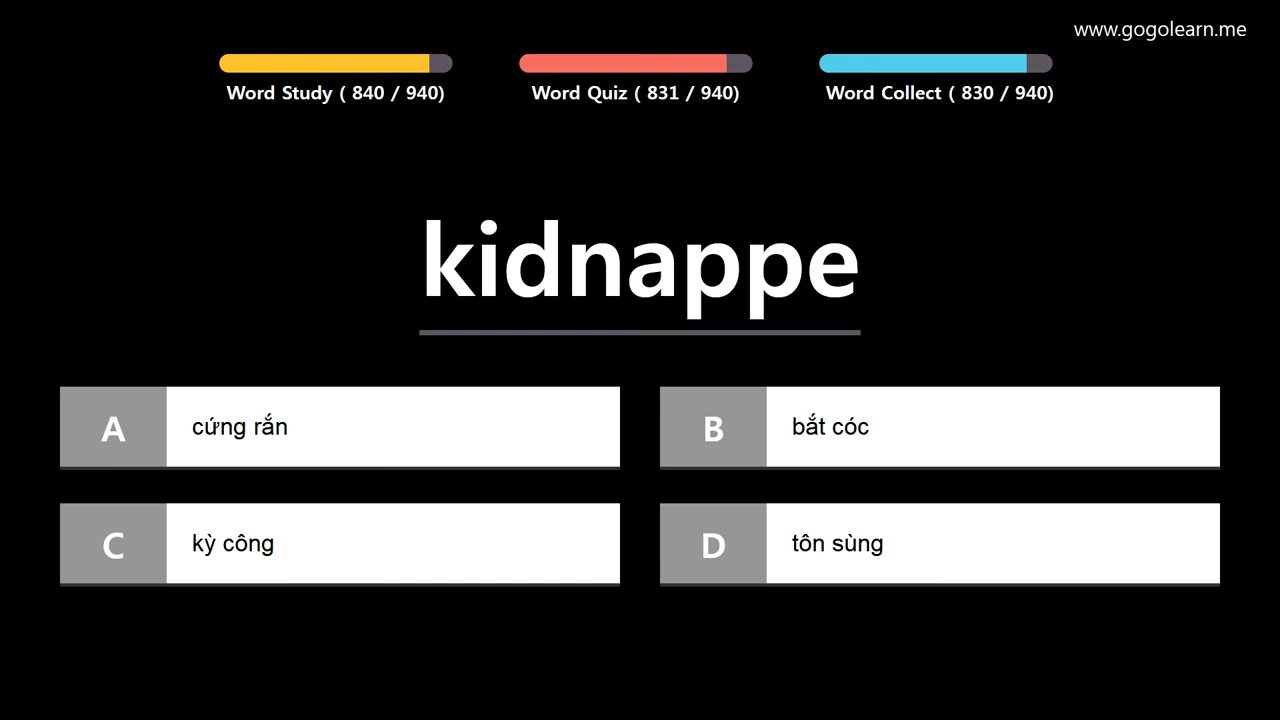 www.gogolearn.me
Word Study ( 840 / 940)
Word Quiz ( 831 / 940)
Word Collect ( 830 / 940)
kidnappe
A cứng rắn
B bắt cóc
C kỳ công
D tôn sùng